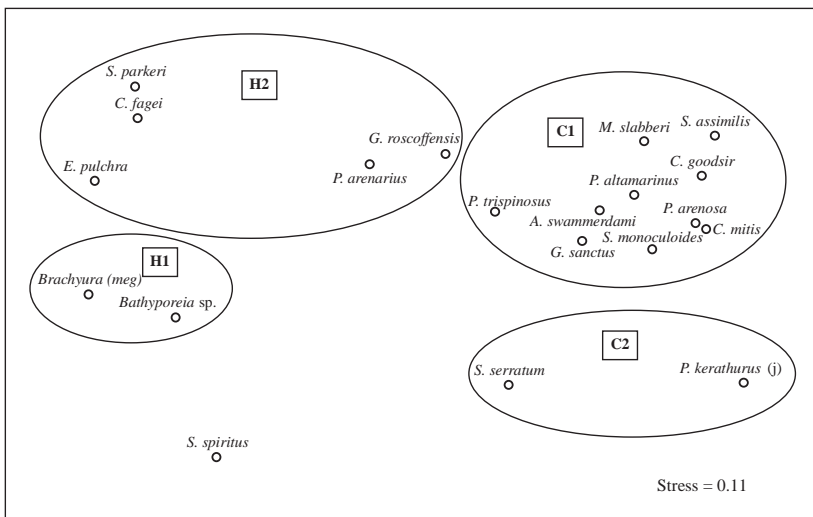 S. parkeri
H2
C. fagei
G. roscoffensis
E. pulchra
P. arenarius
C1
M. slabberi
S. assimilis
C. goodsir
P. altamarinus
P. trispinosus
A. swammerdami
P. arenosa
C. mitis
S. monoculoides
G. sanctus
H1
Brachyura (meg)
Bathyporeia sp.
C2
S. serratum
P. kerathurus (j)
S. spiritus
Stress = 0.11